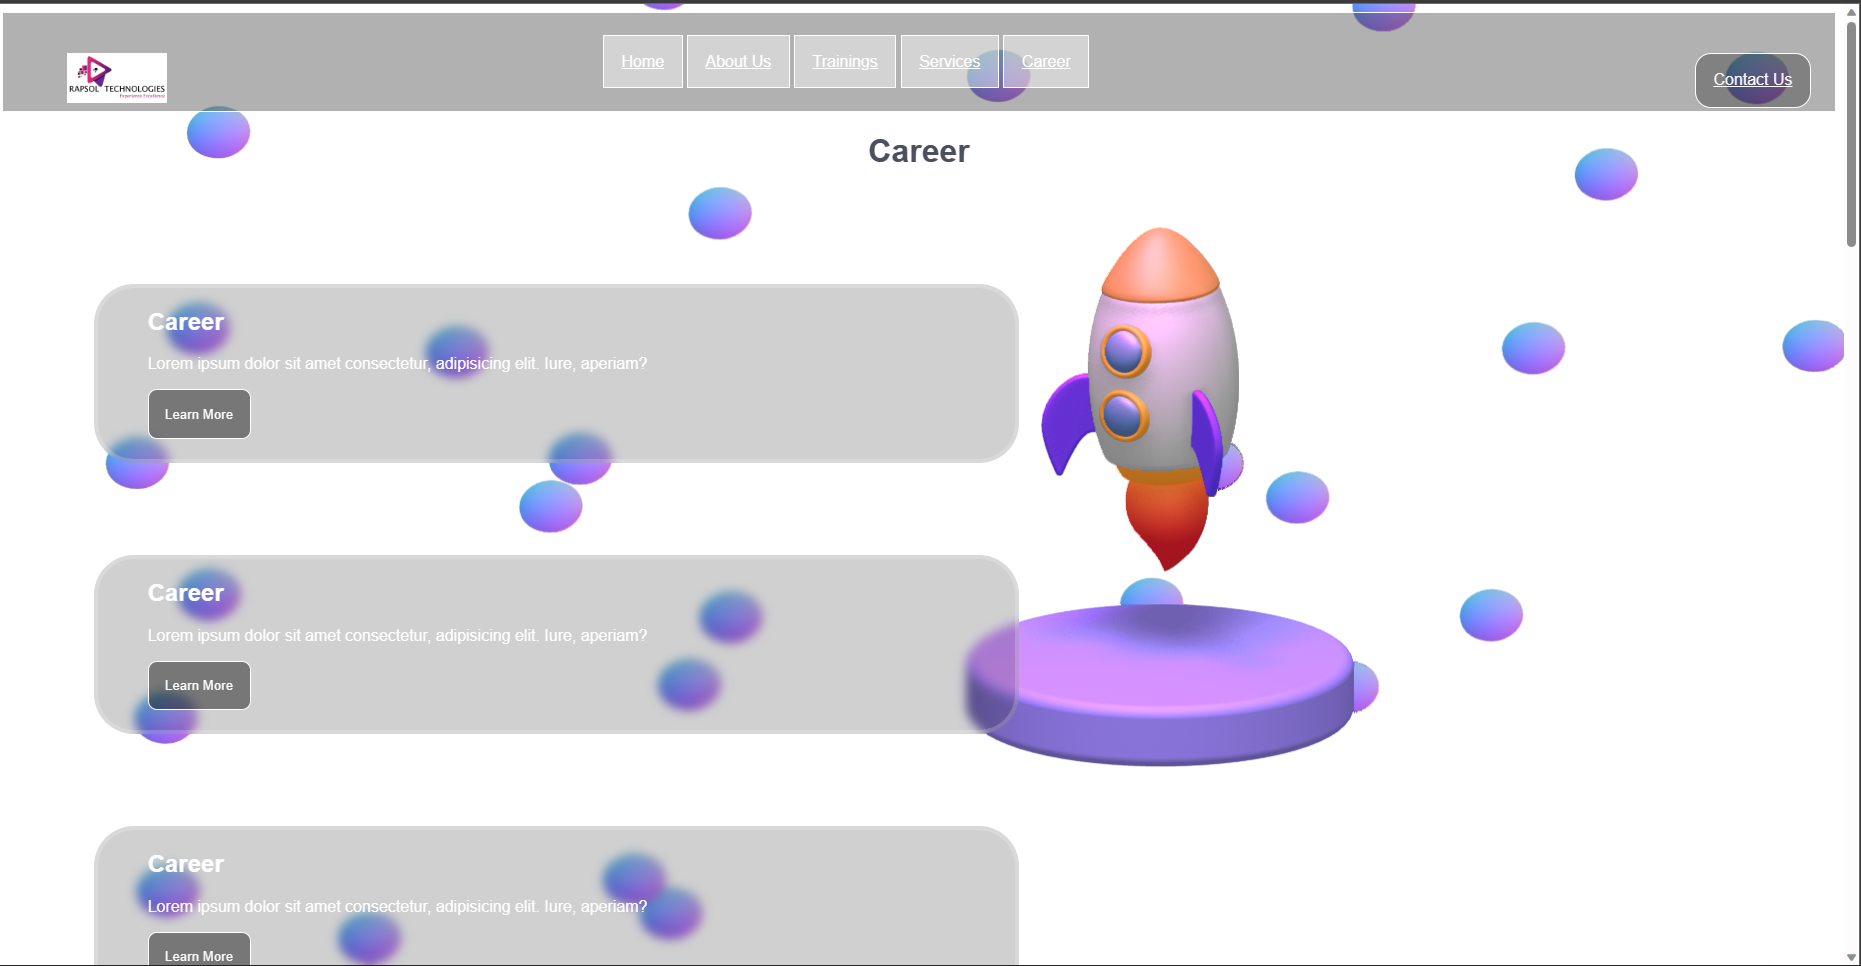 RAPSOL TECHNOLOGIES
Experience Excellence
Home
About Us
Trainings
Services
Career
Contact Us
Career
Career
Lorem ipsum dolor sit amet consectetur, adipisicing elit. Iure, aperiam?
Learn More
Career
Lorem ipsum dolor sit amet consectetur, adipisicing elit. Iure, aperiam?
Learn More
Career
Lorem ipsum dolor sit amet consectetur, adipisicing elit. Iure, aperiam?
Learn More